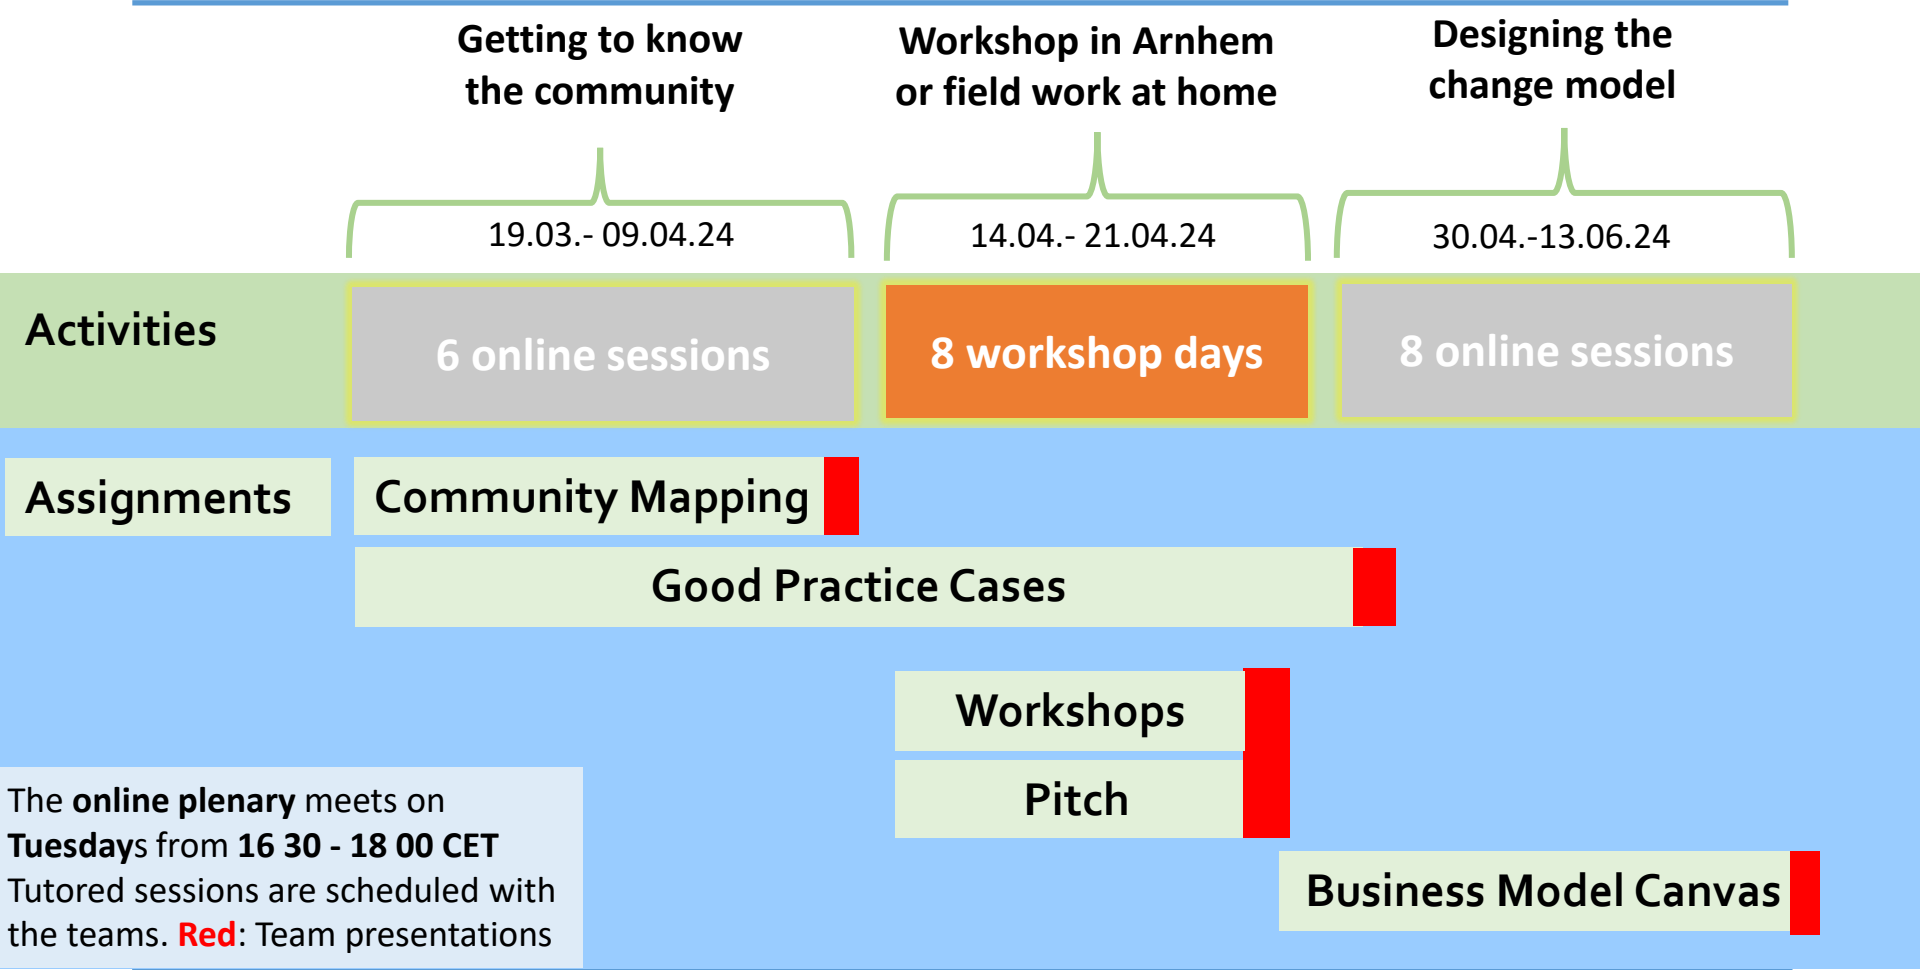 Getting to know
the community
Workshop in Arnhem
or field work at home
Designing the
change model
19.03.- 09.04.24
14.04.- 21.04.24
30.04.-13.06.24
Activities
6 online sessions
8 workshop days
8 online sessions
Assignments
Community Mapping
Good Practice Cases
Workshops
Pitch
Business Model Canvas
The online plenary meets on
Tuesdays from 16 30 - 18 00 CET
Tutored sessions are scheduled with
the teams. Red: Team presentations